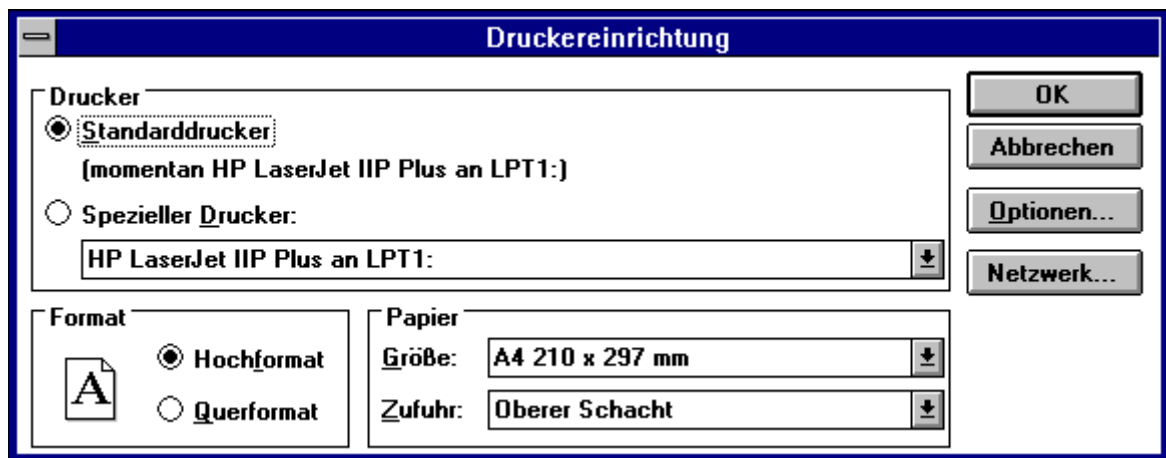 Druckereinrichtung
Drucker
Standarddrucker
(momentan HP LaserJet IIP Plus an LPT1:)
Spezieller Drucker:
HP LaserJet IIP Plus an LPT1:
OK
Abbrechen
Optionen...
Netzwerk...
Format
A
Hochformat
Querformat
Papier
Größe: A4 210 x 297 mm
Zufuhr: Oberer Schacht